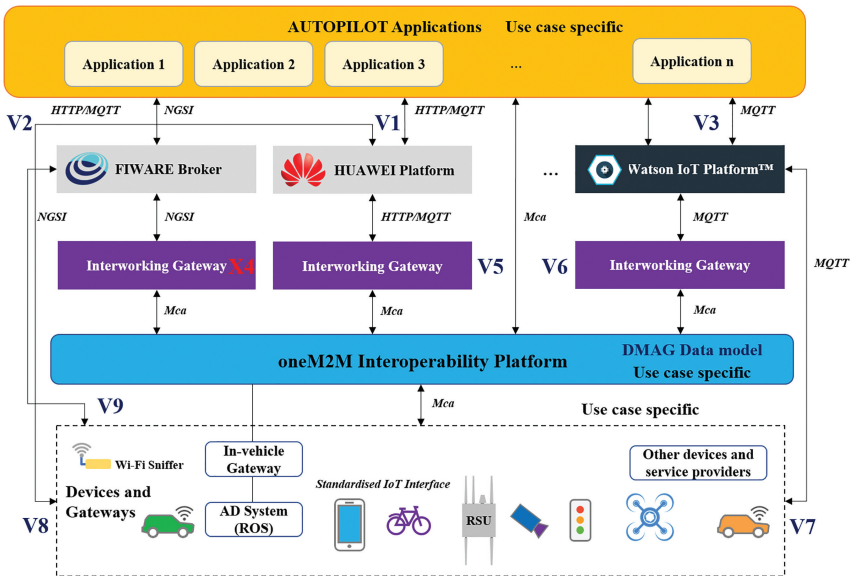 AUTOPILOT Applications Use case specific
Application 1
Application 2
Application 3
...
Application n
HTTP/MQTT
NGSI
HTTP/MQTT
MQTT
V2
V1
V3
FIWARE Broker
HUAWEI
HUAWEI Platform
...
Watson IoT Platform™
NGSI
NGSI
HTTP/MQTT
Mca
MQTT
MQTT
Interworking Gateway X4
Interworking Gateway
V5
V6
Interworking Gateway
Mca
Mca
Mca
oneM2M Interoperability Platform
DMAG Data model
Use case specific
V9
Mca
Use case specific
Wi-Fi Sniffer
In-vehicle
Gateway
Other devices and
service providers
Devices and
Gateways
Standardised IoT Interface
AD System
(ROS)
RSU
V8
V7